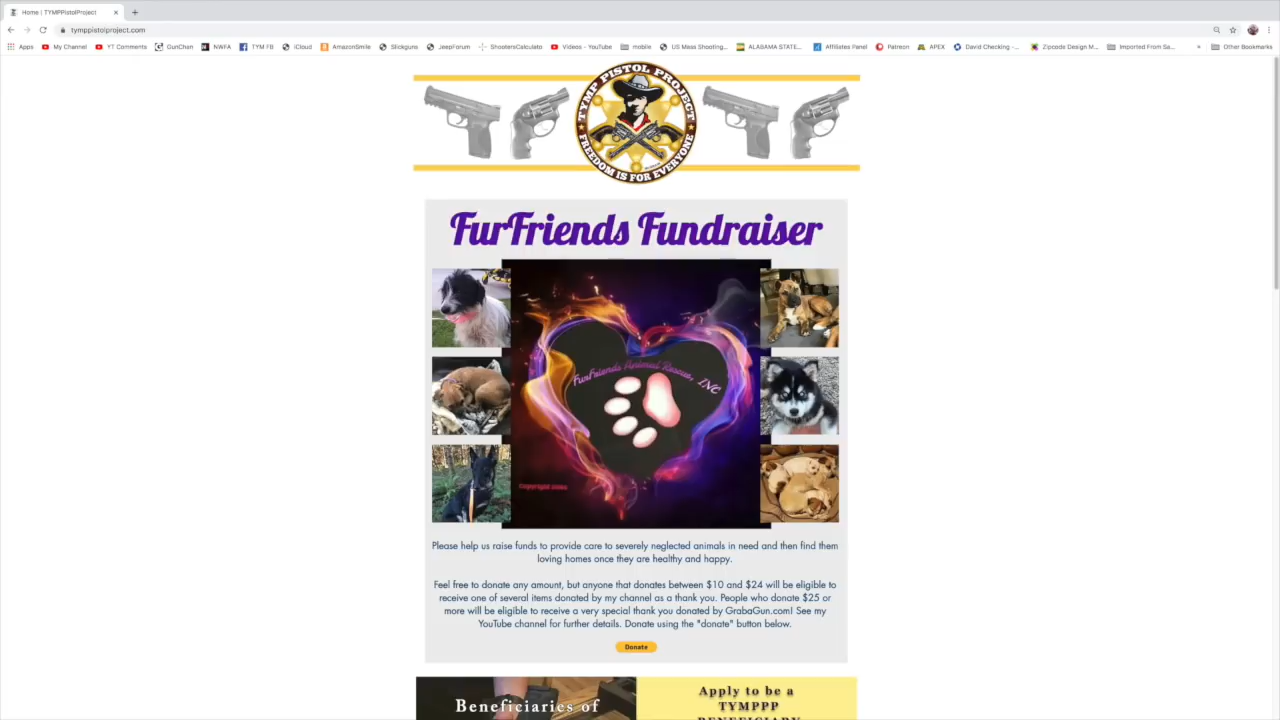 Home | TYMPPistolProject
tymppistolproject.com
Apps
My Channel
YT Comments
GunChen
NWFA
TYM FB
iCloud
AmazonSmile
Slickguns
JeepForum
ShootersCalculato
Videos - YouTube
mobile
US Mass Shooting...
ALABAMA STATE...
Affiliates Panel
Patreon
APEX
David Checking -...
Zipcode Design M...
Imported From Sa...
»
Other Bookmarks
TYMP PISTOL PROJECT
FREEDOM IS FOR EVERYONE
FurFriends Fundraiser
FurFriends Animal Rescue, INC
Please help us raise funds to provide care to severely neglected animals in need and then find them
loving homes once they are healthy and happy.
Feel free to donate any amount, but anyone that donates between $10 and $24 will be eligible to
receive one of several items donated by my channel as a thank you. People who donate $25 or
more will be eligible to receive a very special thank you donated by GrabaGun.com! See my
YouTube channel for further details. Donate using the "donate" button below.
Donate
Beneficiaries of
Apply to be a
TYMPPP
BENEFICIARY